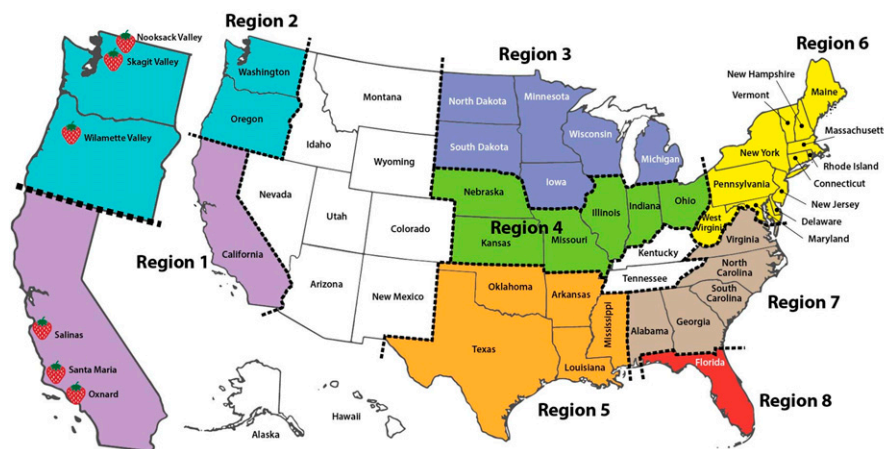 Nooksack Valley
Skagit Valley
Wilamette Valley
Region 2
Washington
Oregon
Montana
Idaho
Wyoming
Nevada
Utah
Colorado
California
Arizona
New Mexico
Region 1
Salinas
Santa Maria
Oxnard
Alaska
Hawaii
Region 3
North Dakota
Minnesota
South Dakota
Wisconsin
Michigan
Iowa
Nebraska
Region 4
Kansas
Missouri
Illinois
Indiana
Ohio
Kentucky
Tennessee
Oklahoma
Arkansas
Texas
Louisiana
Mississippi
Region 5
Region 6
New Hampshire
Vermont
Maine
Massachusett
New York
Rhode Island
Connecticut
Pennsylvania
New Jersey
Delaware
Maryland
West
Virginia
Virginia
North
Carolina
South
Carolina
Region 7
Alabama
Georgia
Florida
Region 8